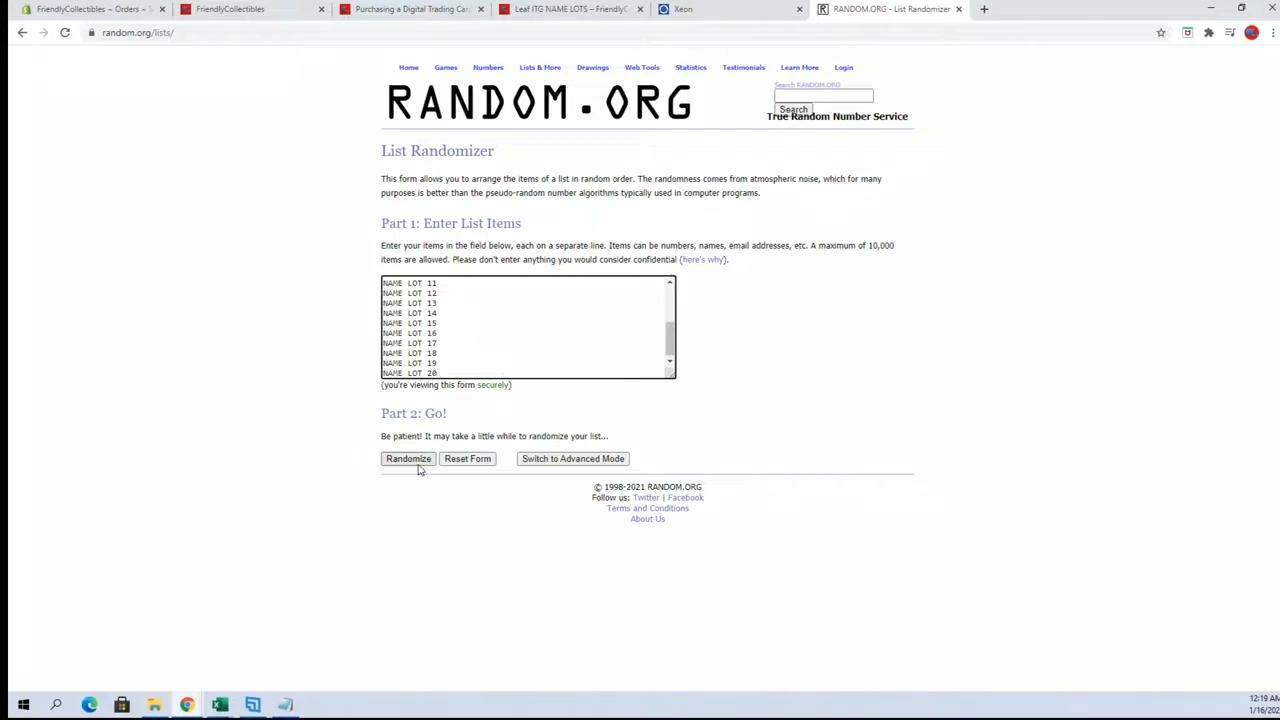 FriendlyCollectibles ~ Orders ~ S
FriendlyCollectibles
Purchasing a Digital Trading Car
Leaf ITG NAME LOTS – FriendlyC
Xeon
RANDOM.ORG - List Randomizer
random.org/lists/
Home Games Numbers Lists & More Drawings Web Tools Statistics Testimonials Learn More Login
Search RANDOM.ORG
RANDOM.ORG
Search
True Random Number Service
List Randomizer
This form allows you to arrange the items of a list in random order. The randomness comes from atmospheric noise, which for many
purposes is better than the pseudo-random number algorithms typically used in computer programs.
Part 1: Enter List Items
Enter your items in the field below, each on a separate line. Items can be numbers, names, email addresses, etc. A maximum of 10,000
items are allowed. Please don't enter anything you would consider confidential (here's why).
NAME LOT 11
NAME LOT 12
NAME LOT 13
NAME LOT 14
NAME LOT 15
NAME LOT 16
NAME LOT 17
NAME LOT 18
NAME LOT 19
NAME LOT 20
(you're viewing this form securely)
Part 2: Go!
Be patient! It may take a little while to randomize your list...
Randomize Reset Form Switch to Advanced Mode
© 1998-2021 RANDOM.ORG
Follow us: Twitter | Facebook
Terms and Conditions
About Us
12:19 AM
1/16/202